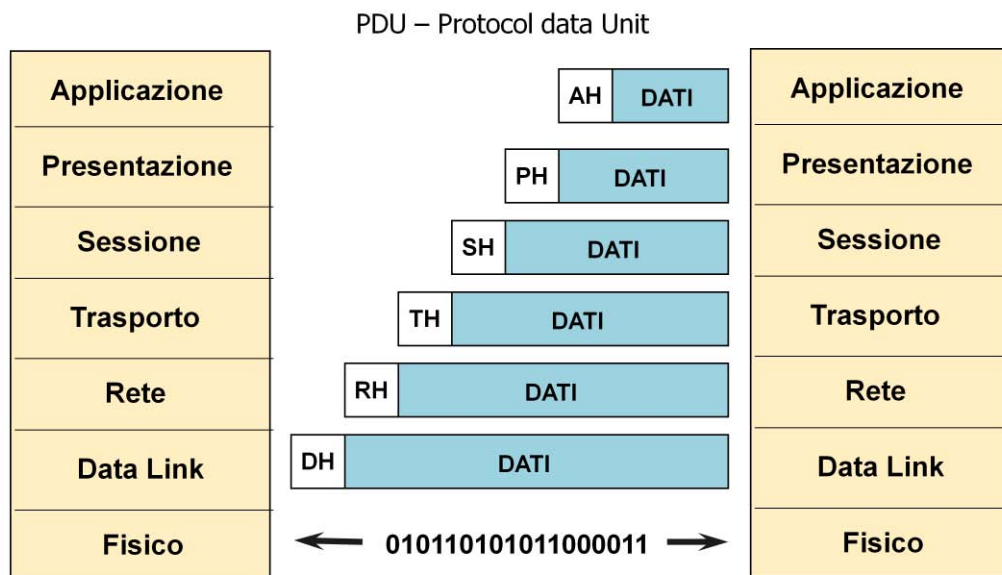 PDU – Protocol data Unit
Applicazione AH DATI Applicazione
Presentazione PH DATI Presentazione
Sessione SH DATI Sessione
Trasporto TH DATI Trasporto
Rete RH DATI Rete
Data Link DH DATI Data Link
Fisico 010110101011000011 Fisico